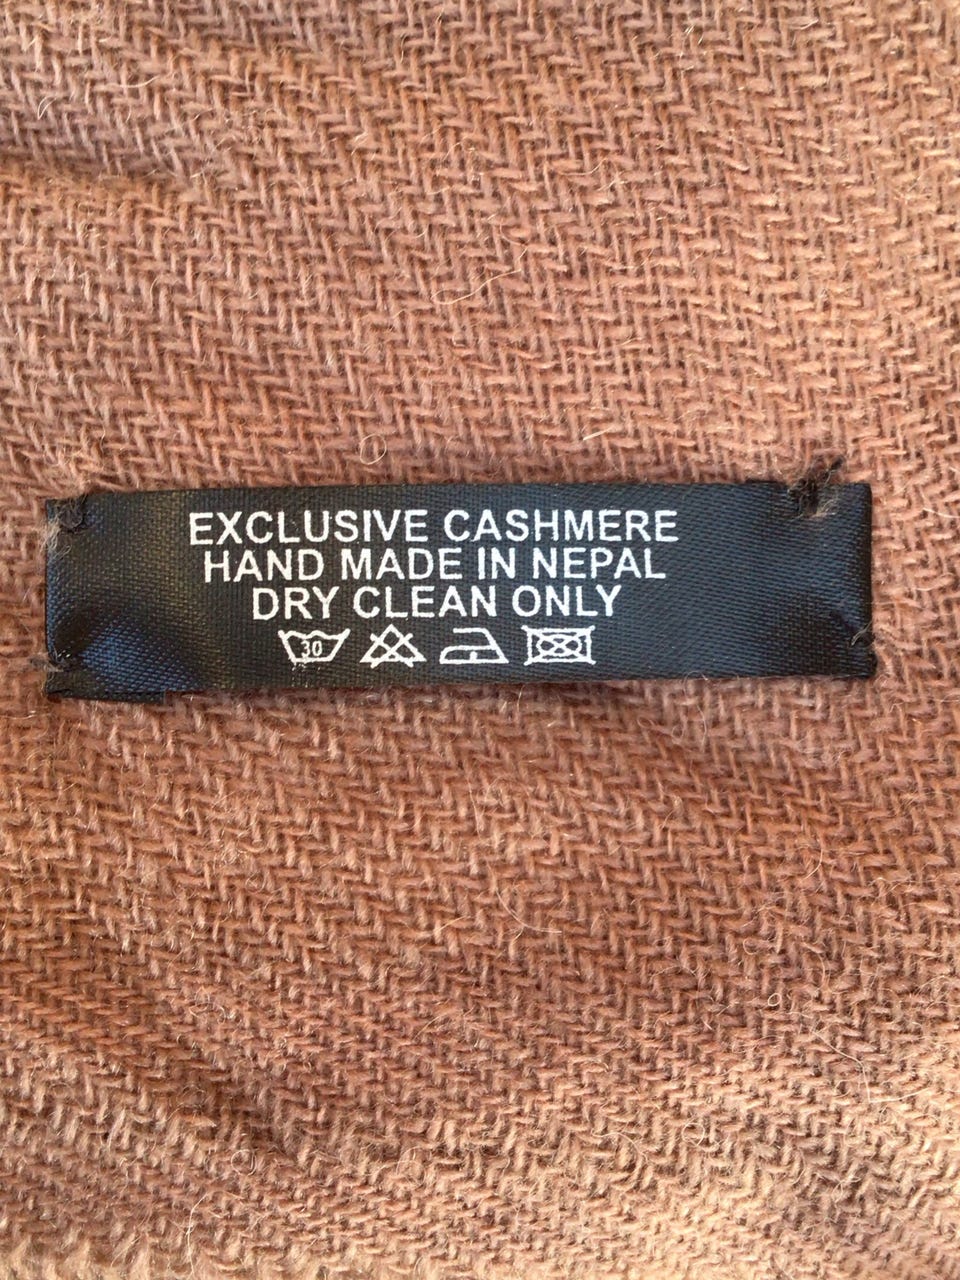 EXCLUSIVE CASHMERE
HAND MADE IN NEPAL
DRY CLEAN ONLY
30